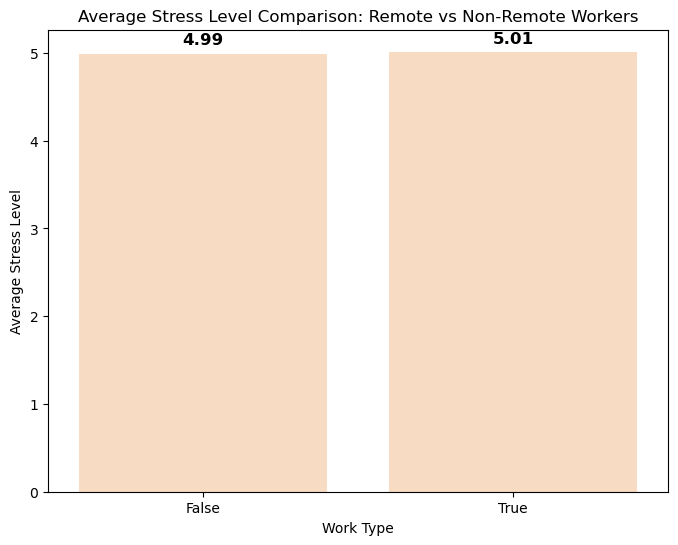 Average Stress Level Comparison: Remote vs Non-Remote Workers
4.99
5.01
5
4
3
2
1
0
Average Stress Level
False
True
Work Type